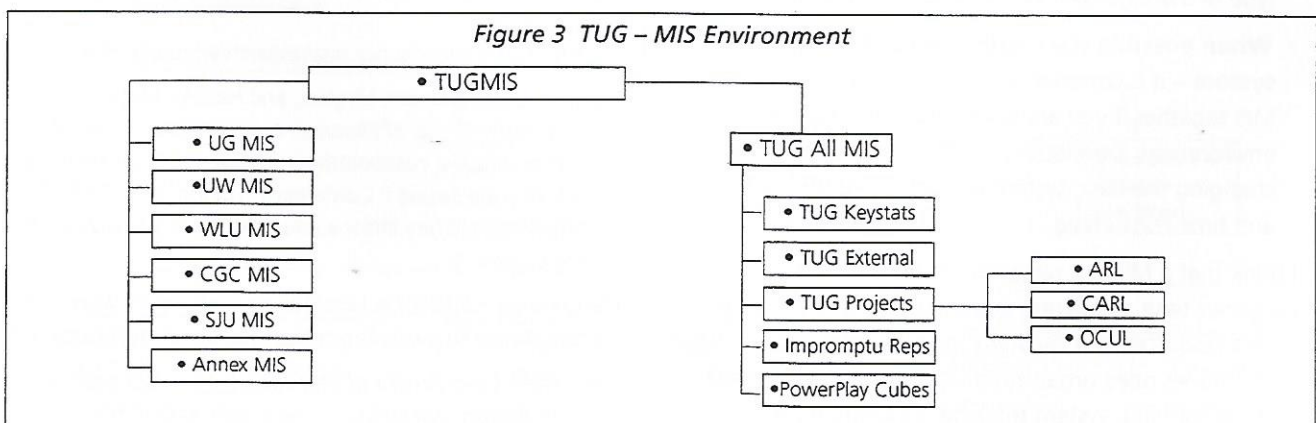 Figure 3 TUG – MIS Environment
• TUGMIS
• UG MIS
•UW MIS
• WLU MIS
• CGC MIS
• SJU MIS
• Annex MIS
• TUG All MIS
• TUG Keystats
• TUG External
• TUG Projects
• Impromptu Reps
•PowerPlay Cubes
• ARL
• CARL
• OCUL